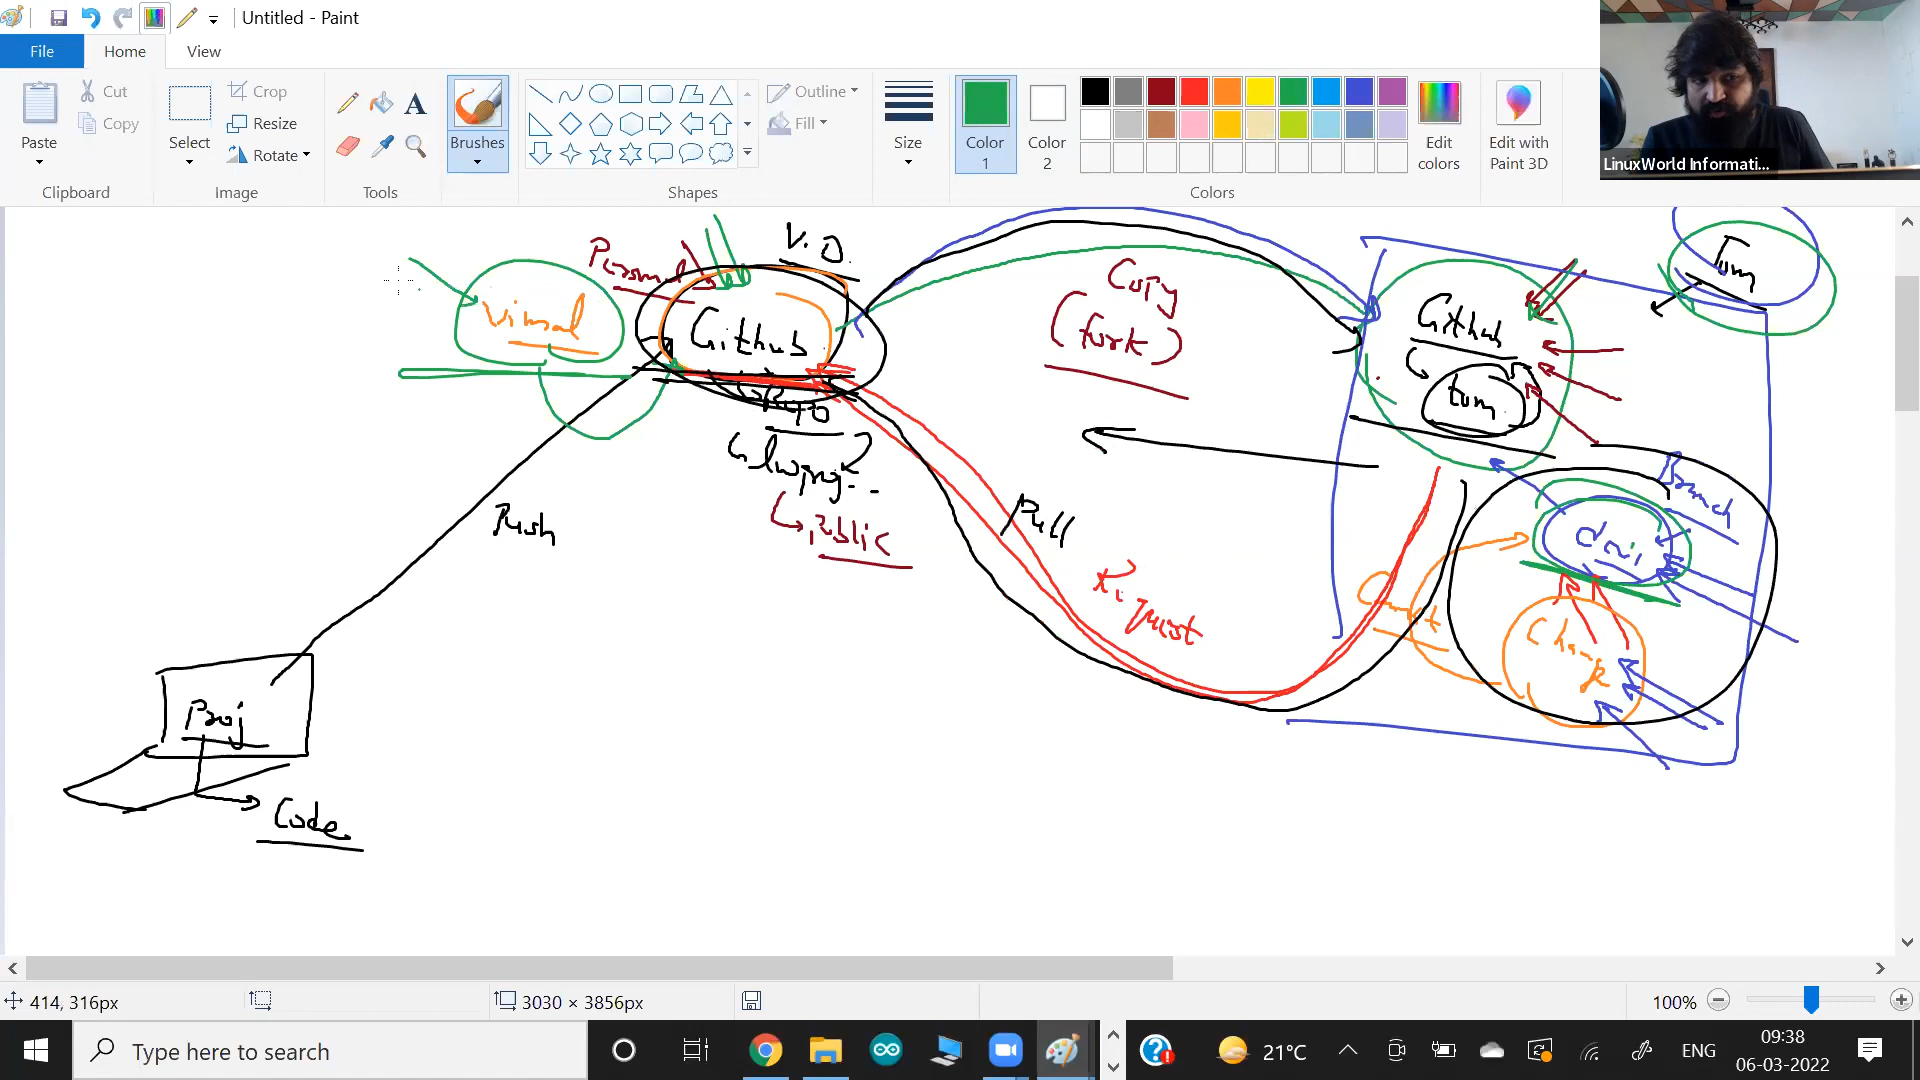 Untitled - Paint
File
Home
View
Paste
Cut
Copy
Clipboard
Select
Crop
Resize
Rotate
Image
Tools
Brushes
Shapes
Outline
Fill
Size
Color 1
Color 2
Colors
Edit colors
Edit with Paint 3D
LinuxWorld Informati...
V.D.
Personal
Vimal
Github
Copy
(fork)
Github
tom
Tom
Public
Push
Pull
Request
Branch
Proj
Code
414, 316px
3030 × 3856px
100%
Type here to search
21°C
ENG
09:38
06-03-2022